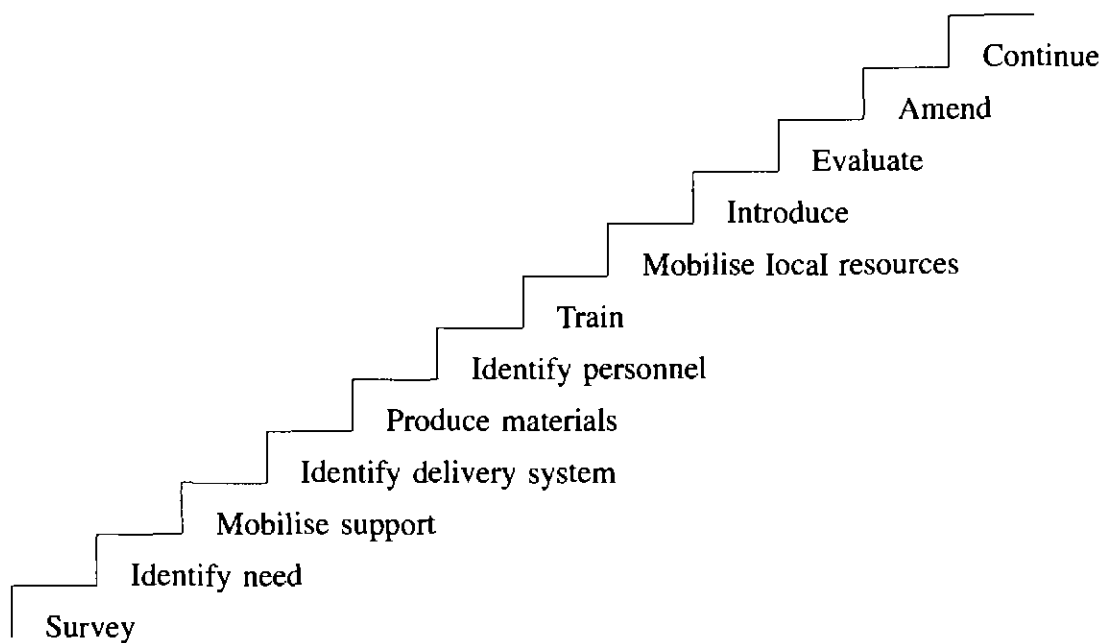 Continue
Amend
Evaluate
Introduce
Mobilise local resources
Train
Identify personnel
Produce materials
Identify delivery system
Mobilise support
Identify need
Survey